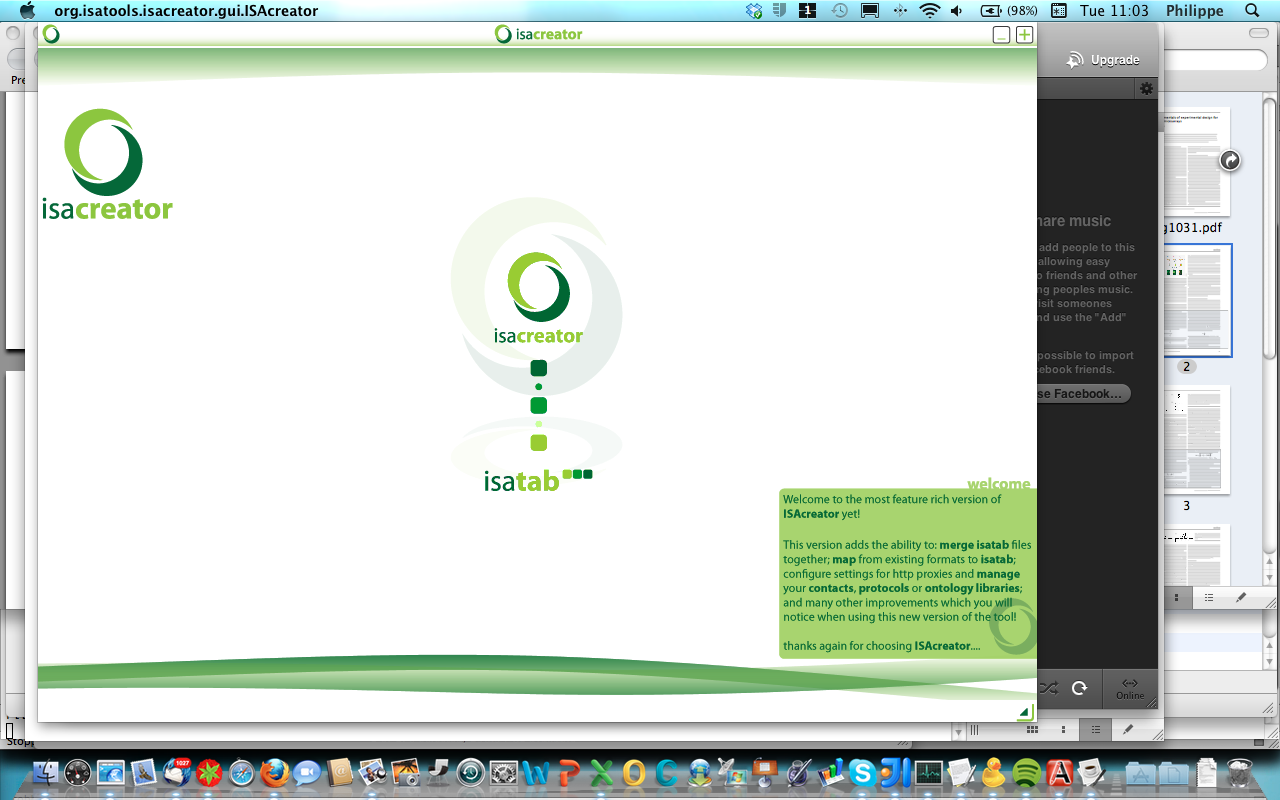 org.isatools.isacreator.gui.ISAcreator
1
(98%)
Tue 11:03
Philippe
isacreator
Pre
Upgrade
isacreator
isacreator
isatab
welcome
Welcome to the most feature rich version of
ISAcreator yet!
This version adds the ability to: merge isatab files
together; map from existing formats to isatab;
configure settings for http proxies and manage
your contacts, protocols or ontology libraries;
and many other improvements which you will
notice when using this new version of the tool!
thanks again for choosing ISAcreator....
hare music
add people to this
allowing easy
o friends and other
ng peoples music.
isit someones
nd use the "Add"
possible to import
cebook friends.
se Facebook...
Online
g1031.pdf
2
3
Stop
1027